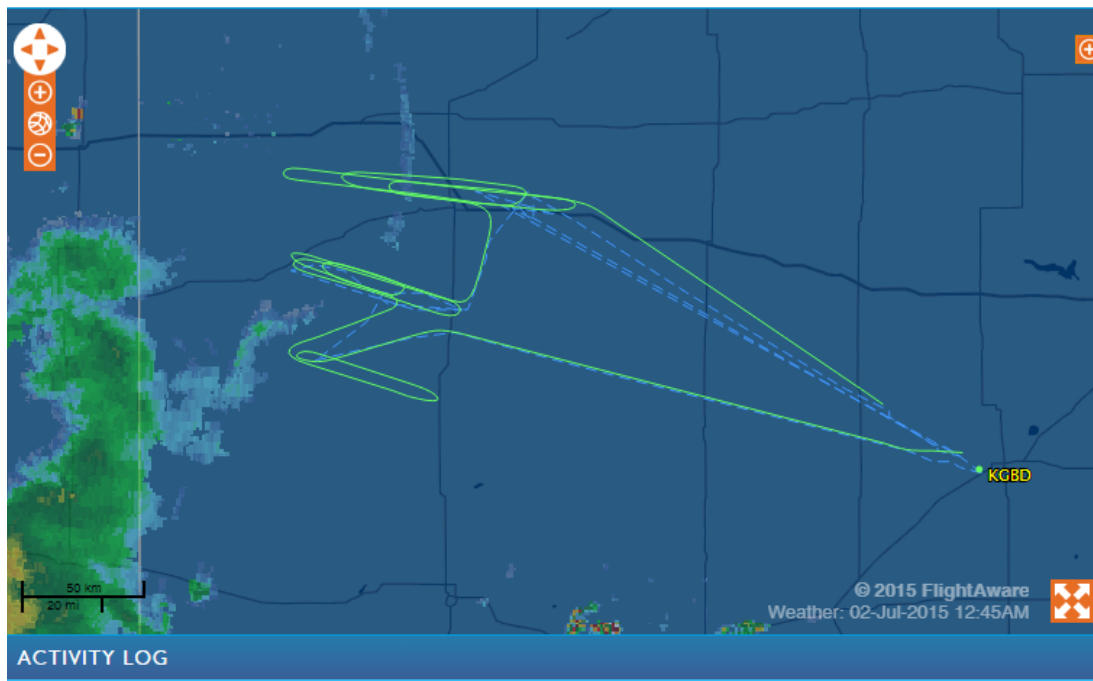 KGBD
50 km
20 mi
© 2015 FlightAware
Weather: 02-Jul-2015 12:45AM
ACTIVITY LOG